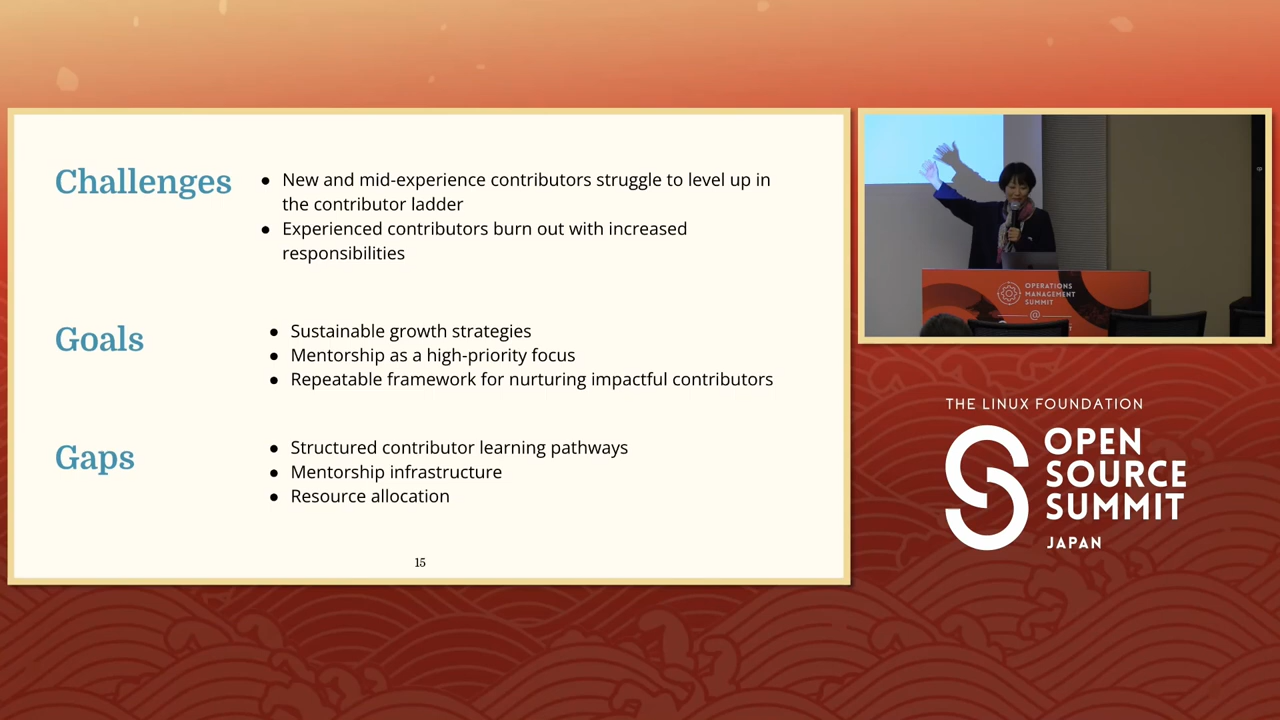 Challenges
● New and mid-experience contributors struggle to level up in
the contributor ladder
● Experienced contributors burn out with increased
responsibilities
Goals
● Sustainable growth strategies
● Mentorship as a high-priority focus
● Repeatable framework for nurturing impactful contributors
Gaps
● Structured contributor learning pathways
● Mentorship infrastructure
● Resource allocation
15
OPERATIONS
MANAGEMENT
SUMMIT
@
THE LINUX FOUNDATION
OPEN
SOURCE
SUMMIT
JAPAN